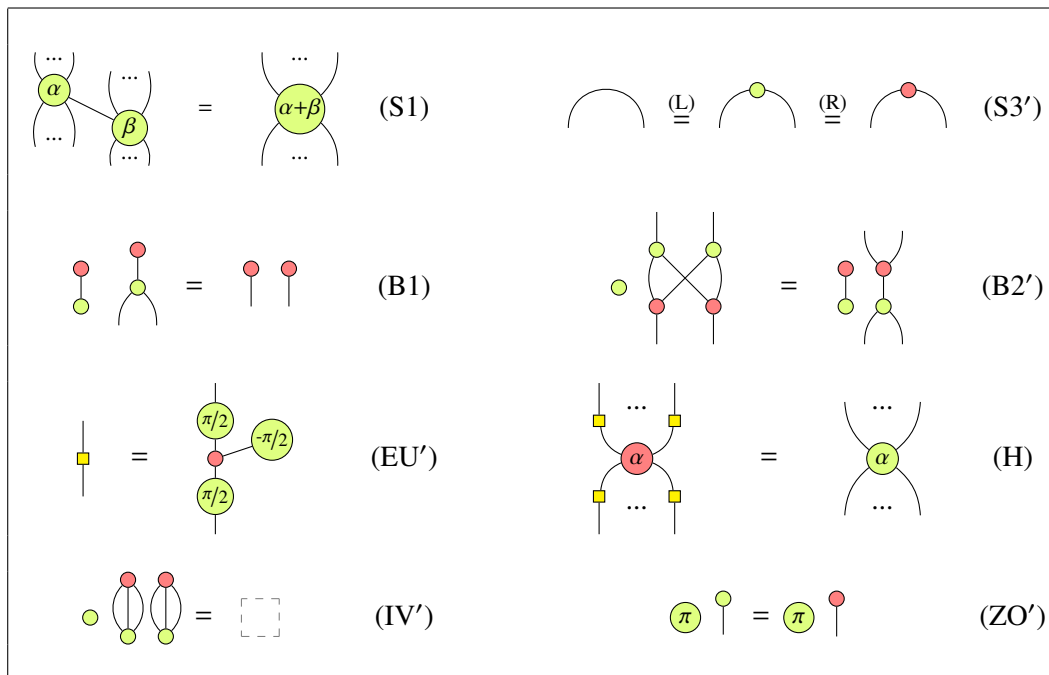 ... ... α β ... ... = ... α+β ... (S1)
(L) = (R) = (S3′)
= (B1)
= (B2′)
= π/2 -π/2 π/2 (EU′)
... α ... = ... α ... (H)
= (IV′)
π = π (ZO′)